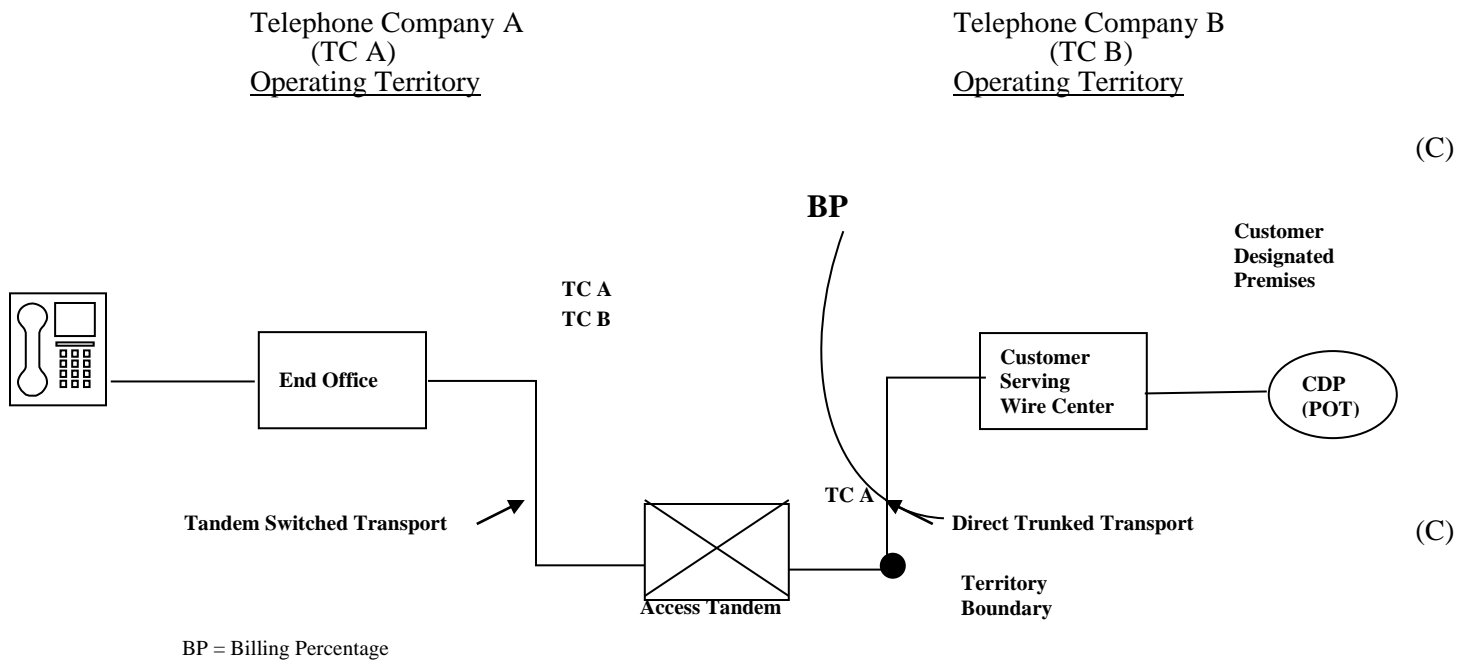 Telephone Company A
(TC A)
Operating Territory
Telephone Company B
(TC B)
Operating Territory
(C)
BP
Customer
Designated
Premises
TC A
TC B
End Office
Customer
Serving
Wire Center
CDP
(POT)
Tandem Switched Transport
TC A
Direct Trunked Transport
(C)
Access Tandem
Territory
Boundary
BP = Billing Percentage